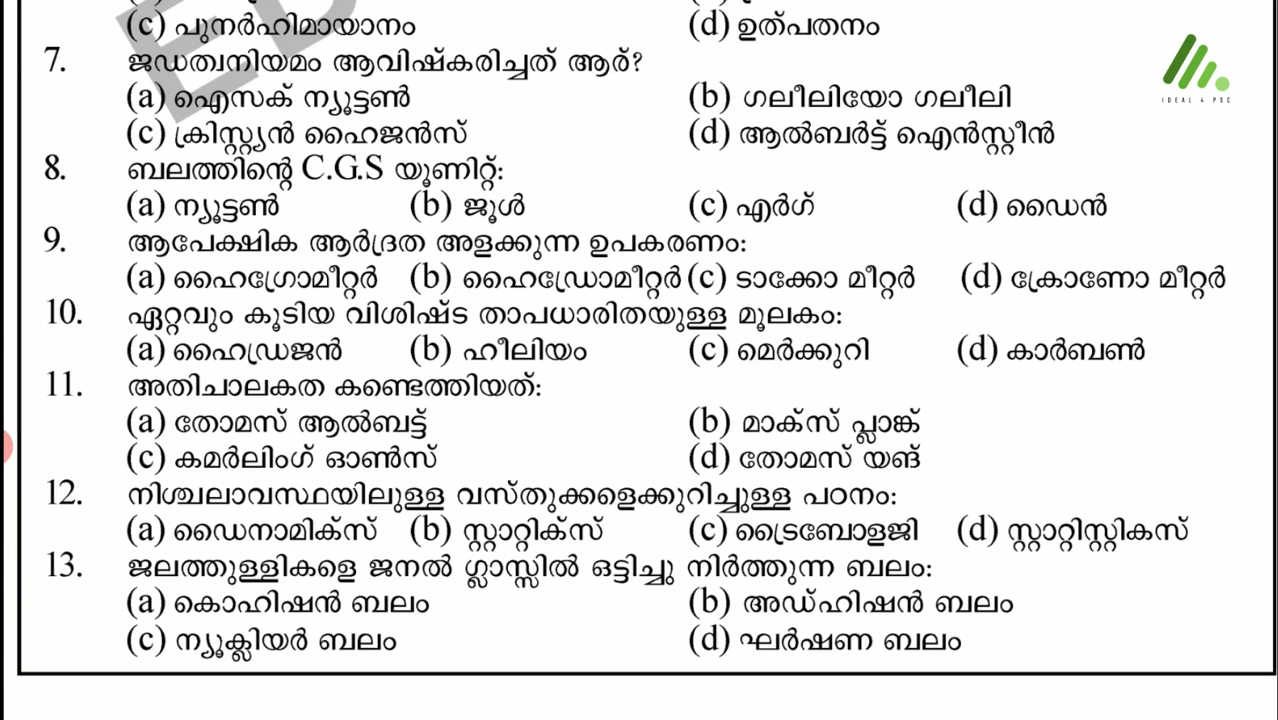 (c) പുനർഹിമായാനം (d) ഉത്പതനം
7. ജഡത്വനിയമം ആവിഷ്കരിച്ചത് ആര്?
(a) ഐസക് ന്യൂട്ടൺ (b) ഗലീലിയോ ഗലീലി
(c) ക്രിസ്റ്റ്യൻ ഹൈജൻസ് (d) ആൽബർട്ട് ഐൻസ്റ്റീൻ
8. ബലത്തിന്റെ C.G.S യൂണിറ്റ്:
(a) ന്യൂട്ടൺ (b) ജൂൾ (c) എർഗ് (d) ഡൈൻ
9. ആപേക്ഷിക ആർദ്രത അളക്കുന്ന ഉപകരണം:
(a) ഹൈഗ്രോമീറ്റർ (b) ഹൈഡ്രോമീറ്റർ (c) ടാക്കോ മീറ്റർ (d) ക്രോണോ മീറ്റർ
10. ഏറ്റവും കൂടിയ വിശിഷ്ട താപധാരിതയുള്ള മൂലകം:
(a) ഹൈഡ്രജൻ (b) ഹീലിയം (c) മെർക്കുറി (d) കാർബൺ
11. അതിചാലകത കണ്ടെത്തിയത്:
(a) തോമസ് ആൽബട്ട് (b) മാക്സ് പ്ലാങ്ക്
(c) കമർലിംഗ് ഓൺസ് (d) തോമസ് യങ്
12. നിശ്ചലാവസ്ഥയിലുള്ള വസ്തുക്കളെക്കുറിച്ചുള്ള പഠനം:
(a) ഡൈനാമിക്സ് (b) സ്റ്റാറ്റിക്സ് (c) ട്രൈബോളജി (d) സ്റ്റാറ്റിസ്റ്റികസ്
13. ജലത്തുള്ളികളെ ജനൽ ഗ്ലാസ്സിൽ ഒട്ടിച്ചു നിർത്തുന്ന ബലം:
(a) കൊഹിഷൻ ബലം (b) അഡ്ഹിഷൻ ബലം
(c) ന്യൂക്ലിയർ ബലം (d) ഘർഷണ ബലം
IDEAL 4 PSC